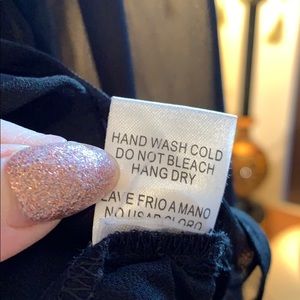 HAND WASH COLD
DO NOT BLEACH
HANG DRY
LAVE FRIO A MANO
NO USAR CLORO